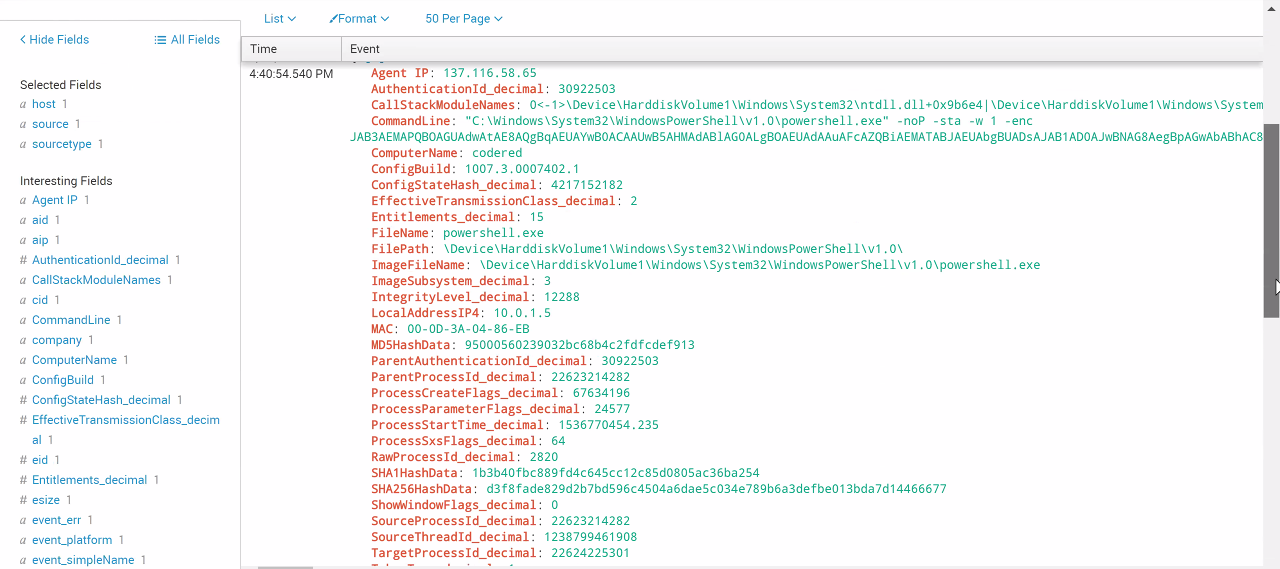 List
Format
50 Per Page
Hide Fields
All Fields
Time
Event
Selected Fields
a host 1
a source 1
a sourcetype 1
Interesting Fields
a Agent IP 1
a aid 1
a aip 1
# AuthenticationId_decimal 1
a CallStackModuleNames 1
a cid 1
a CommandLine 1
a company 1
a ComputerName 1
a ConfigBuild 1
# ConfigStateHash_decimal 1
# EffectiveTransmissionClass_decim
al 1
# eid 1
# Entitlements_decimal 1
# esize 1
a event_err 1
a event_platform 1
a event_simpleName 1
4:40:54.540 PM
Agent IP: 137.116.58.65
AuthenticationId_decimal: 30922503
CallStackModuleNames: 0<-1>\Device\HarddiskVolume1\Windows\System32\ntdll.dll+0x9b6e4|\Device\HarddiskVolume1\Windows\System
CommandLine: "C:\Windows\System32\WindowsPowerShell\v1.0\powershell.exe" -noP -sta -w 1 -enc
ComputerName: codered
ConfigBuild: 1007.3.0007402.1
ConfigStateHash_decimal: 4217152182
EffectiveTransmissionClass_decimal: 2
Entitlements_decimal: 15
FileName: powershell.exe
FilePath: \Device\HarddiskVolume1\Windows\System32\WindowsPowerShell\v1.0\
ImageFileName: \Device\HarddiskVolume1\Windows\System32\WindowsPowerShell\v1.0\powershell.exe
ImageSubsystem_decimal: 3
IntegrityLevel_decimal: 12288
LocalAddressIP4: 10.0.1.5
MAC: 00-0D-3A-04-86-EB
MD5HashData: 95000560239032bc68b4c2fdfcdef913
ParentAuthenticationId_decimal: 30922503
ParentProcessId_decimal: 22623214282
ProcessCreateFlags_decimal: 67634196
ProcessParameterFlags_decimal: 24577
ProcessStartTime_decimal: 1536770454.235
ProcessSxsFlags_decimal: 64
RawProcessId_decimal: 2820
SHA1HashData: 1b3b40fbc889fd4c645cc12c85d0805ac36ba254
SHA256HashData: d3f8fade829d2b7bd596c4504a6dae5c034e789b6a3defbe013bda7d14466677
ShowWindowFlags_decimal: 0
SourceProcessId_decimal: 22623214282
SourceThreadId_decimal: 1238799461908
TargetProcessId_decimal: 22624225301